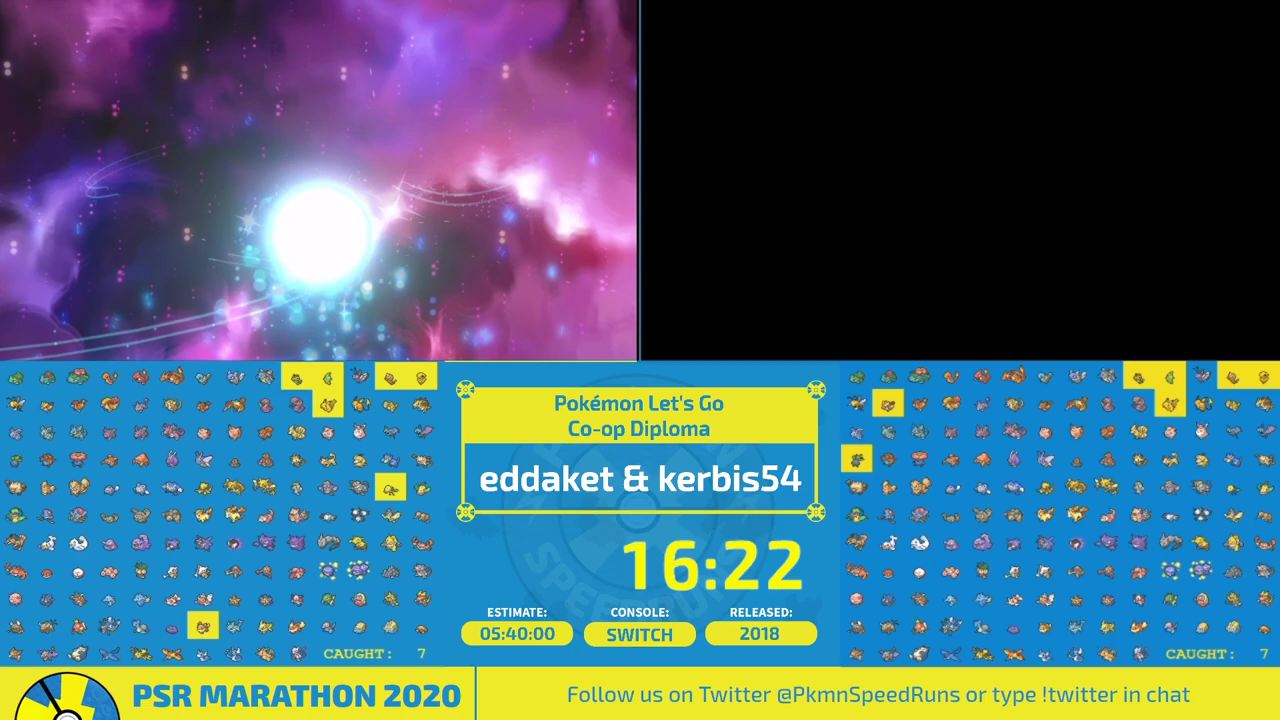 Pokémon Let's Go
Co-op Diploma
eddaket & kerbis54
16:22
ESTIMATE:
05:40:00
CONSOLE:
SWITCH
RELEASED:
2018
CAUGHT: 7
CAUGHT: 7
PSR MARATHON 2020
Follow us on Twitter @PkmnSpeedRuns or type !twitter in chat